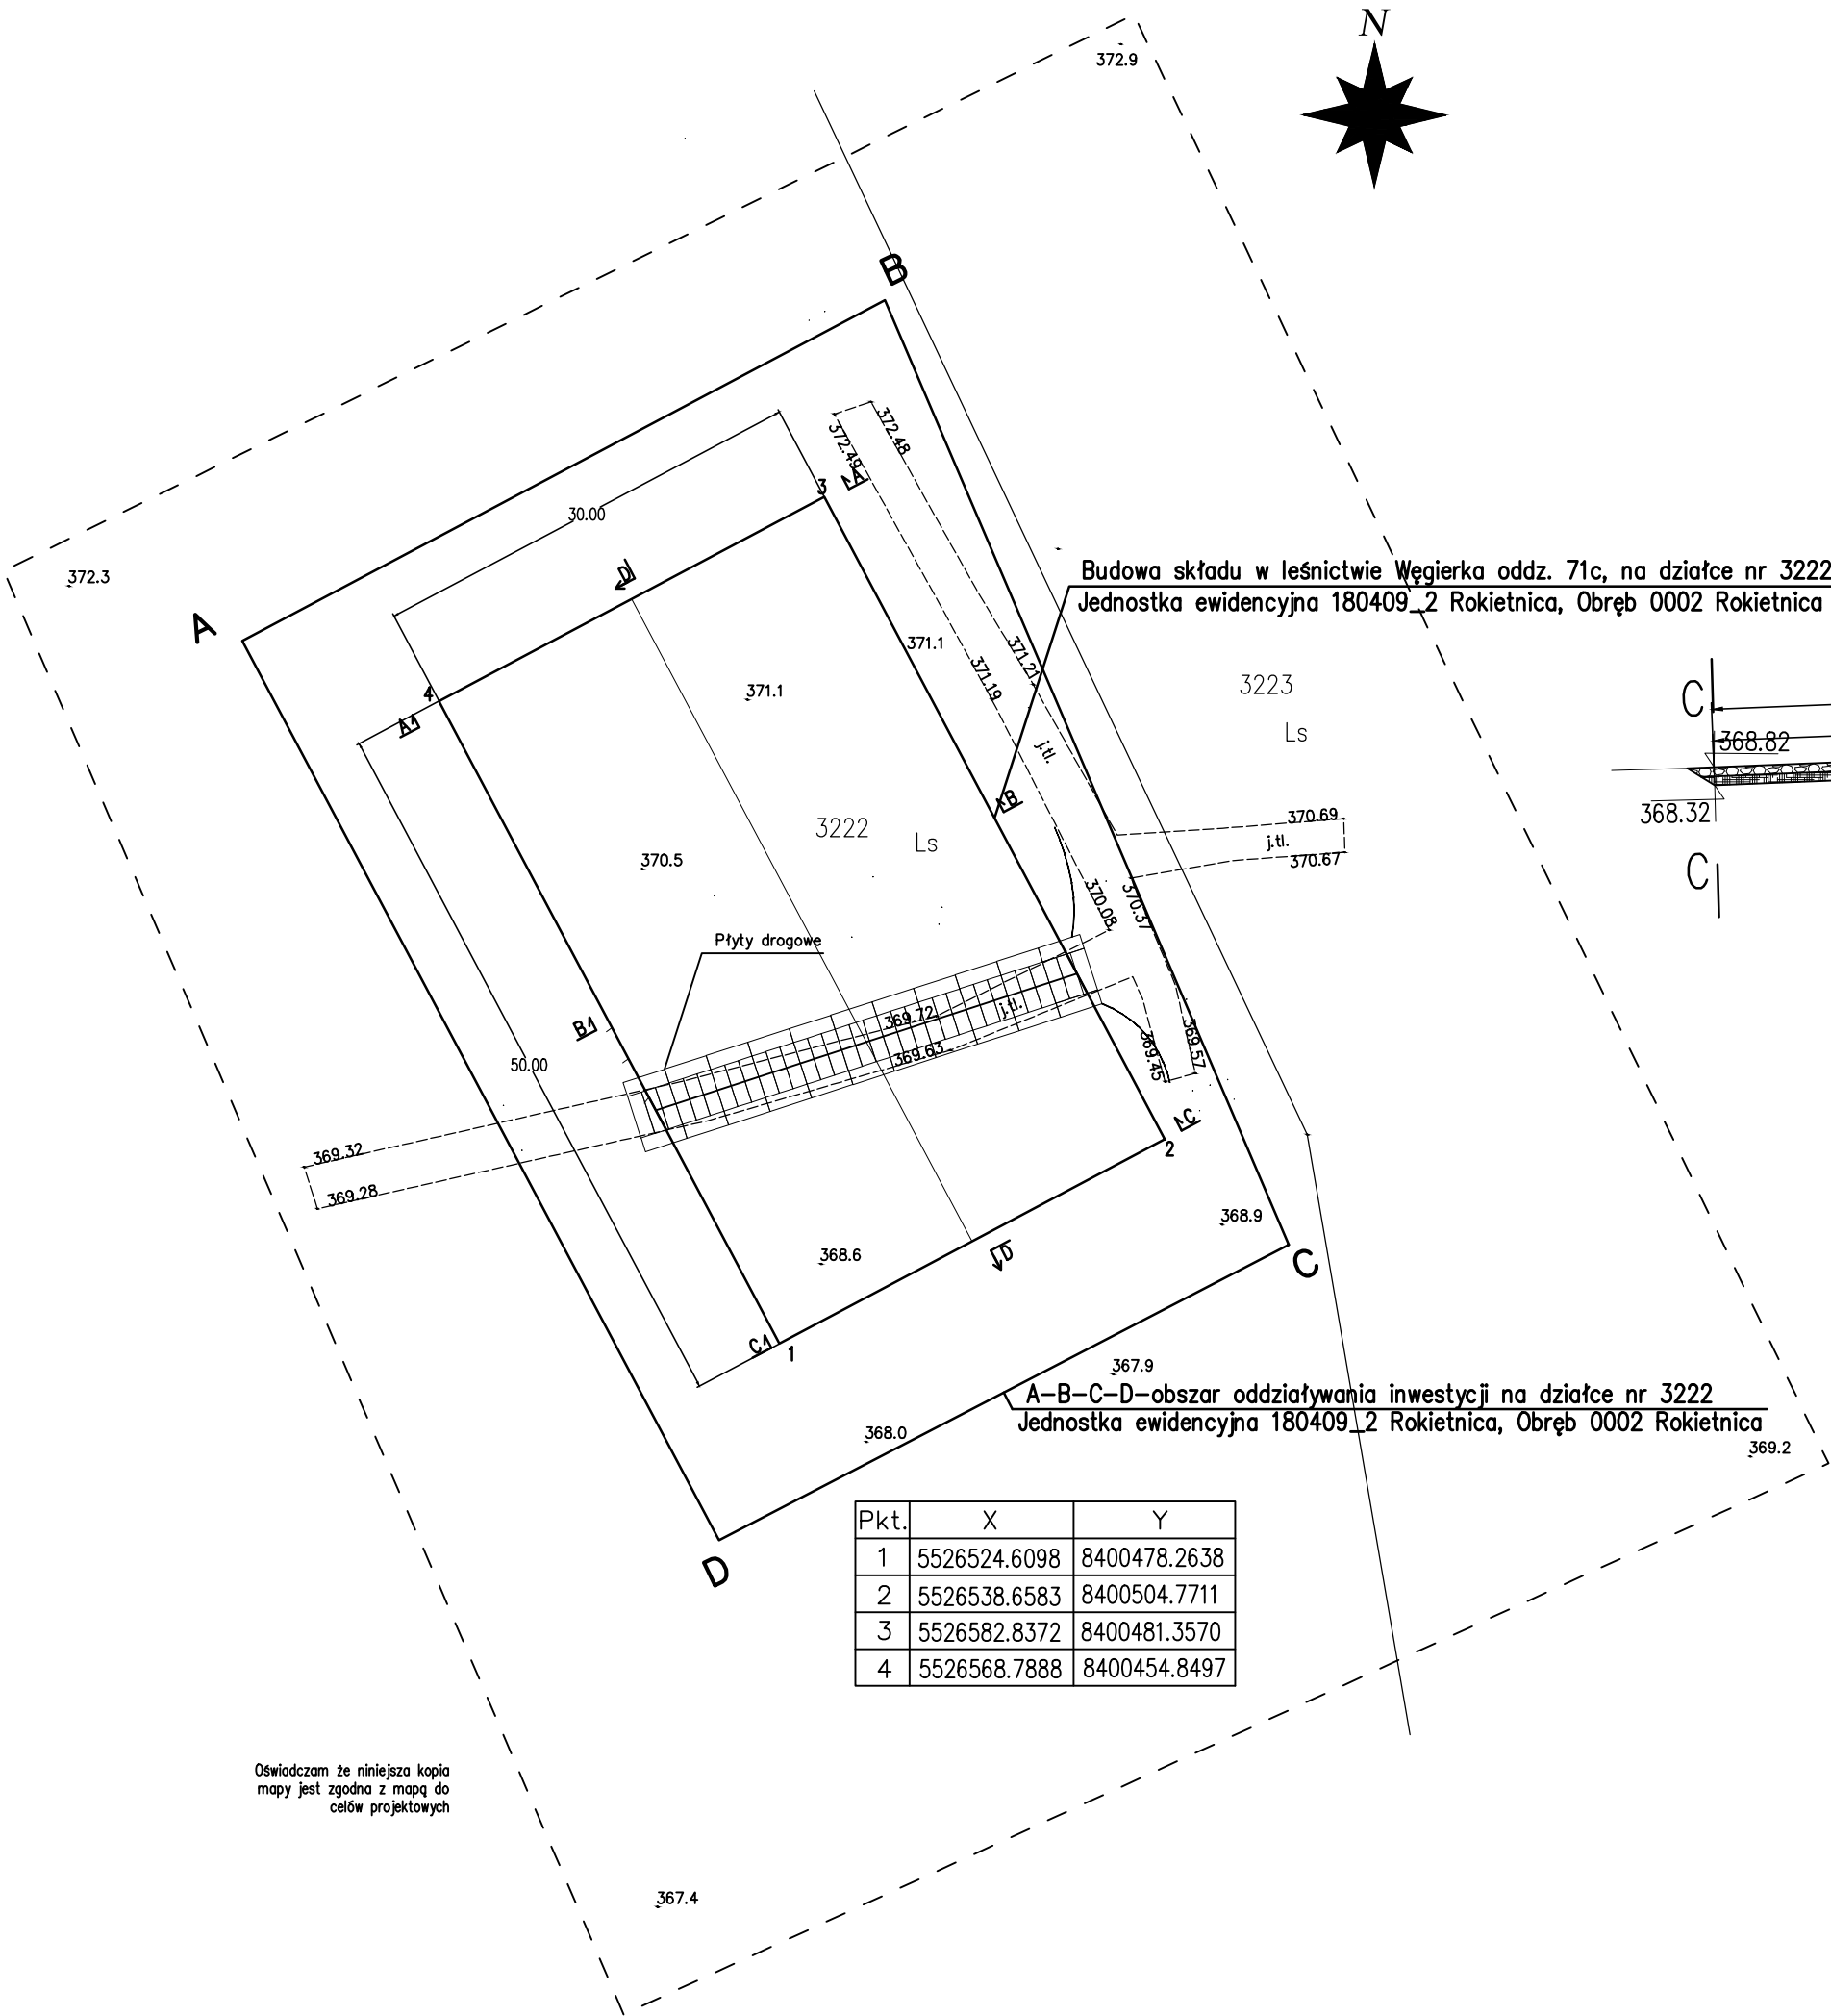 N
372.9
B
372.48
372.49
A
3
30.00
D
372.3
Budowa składu w leśnictwie Węgierka oddz. 71c, na działce nr 3222
Jednostka ewidencyjna 180409_2 Rokietnica, Obręb 0002 Rokietnica
A
371.1
371.21
371.19
3223
Ls
4
A1
371.1
j.tl.
C
368.82
368.32
C
B
3222
Ls
370.69
j.tl.
370.67
370.5
370.08
370.37
Płyty drogowe
B1
369.72
j.tl.
369.63
50.00
369.45
369.57
C
2
369.32
369.28
368.9
368.6
D
C
C1
1
367.9
A-B-C-D-obszar oddziaływania inwestycji na działce nr 3222
Jednostka ewidencyjna 180409_2 Rokietnica, Obręb 0002 Rokietnica
368.0
369.2
D
Pkt. X Y
1 5526524.6098 8400478.2638
2 5526538.6583 8400504.7711
3 5526582.8372 8400481.3570
4 5526568.7888 8400454.8497
Oświadczam że niniejsza kopia
mapy jest zgodna z mapą do
celów projektowych
367.4